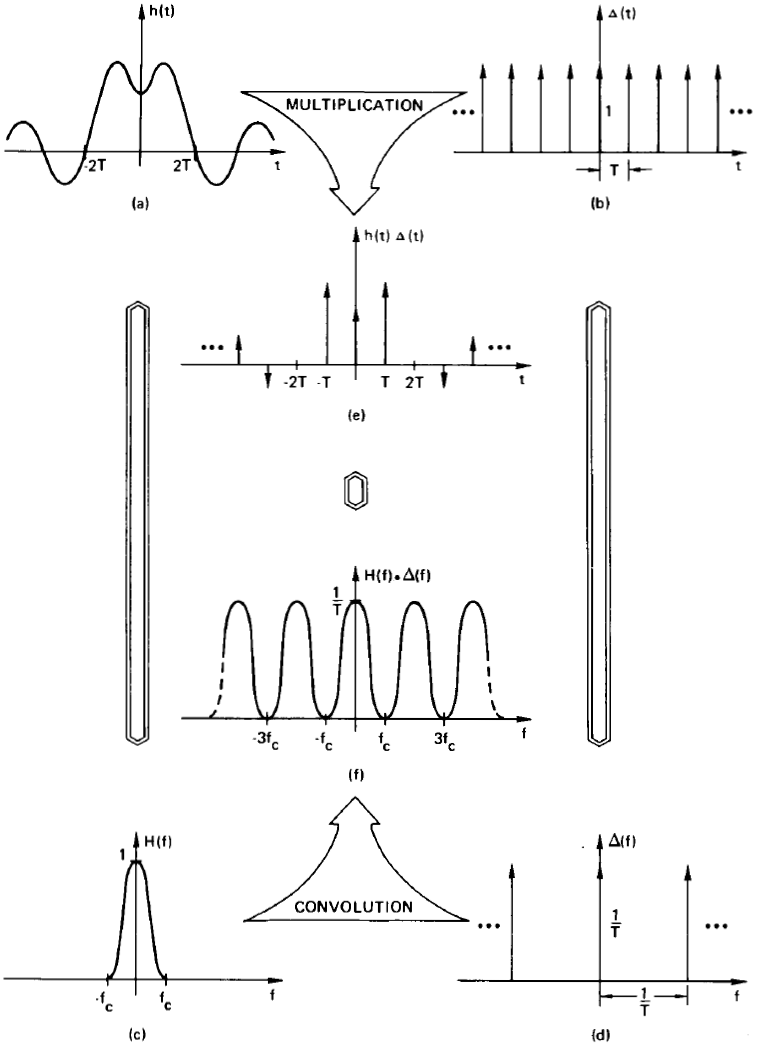 h(t)
-2T
2T
t
(a)
MULTIPLICATION
Δ(t)
•••
•••
1
T
t
(b)
h(t) Δ(t)
•••
•••
-2T
-T
T
2T
t
(e)
H(f)•Δ(f)
1/T
-3f_c
-f_c
f_c
3f_c
f
(f)
H(f)
1
-f_c
f_c
f
(c)
CONVOLUTION
Δ(f)
•••
•••
1/T
1/T
f
(d)